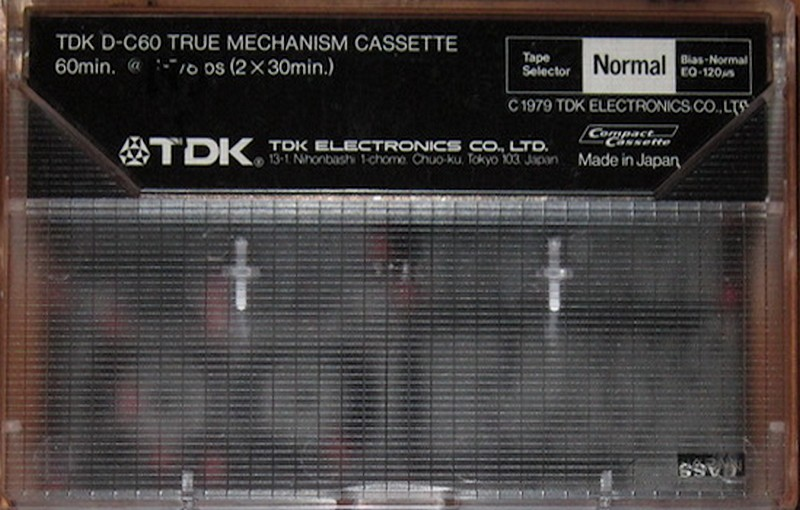 TDK D-C60 TRUE MECHANISM CASSETTE
60min. @ ps (2×30min.)
Tape Selector
Normal
Bias-Normal
EQ-120µs
C 1979 TDK ELECTRONICS CO., LTD.
TDK® TDK ELECTRONICS CO., LTD.
13-1. Nihonbashi 1-chome. Chuo-ku, Tokyo 103. Japan
Compact Cassette
Made in Japan